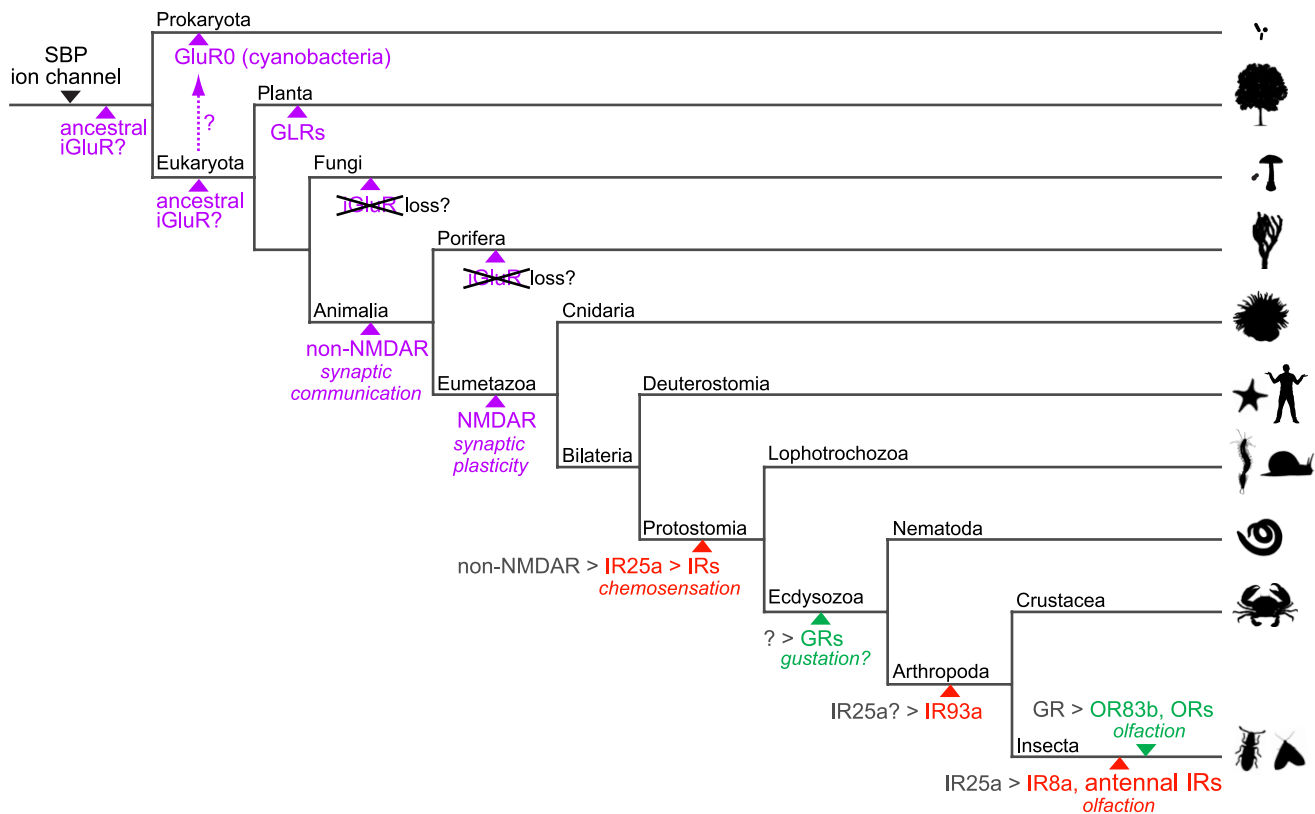 Prokaryota
SBP
ion channel
GluR0 (cyanobacteria)
Planta
ancestral
iGluR?
?
GLRs
Eukaryota
Fungi
ancestral
iGluR?
iGluR loss?
Porifera
iGluR loss?
Animalia
Cnidaria
non-NMDAR
synaptic
communication
Eumetazoa
Deuterostomia
NMDAR
synaptic
plasticity
Bilateria
Lophotrochozoa
Protostomia
Nematoda
non-NMDAR > IR25a > IRs
chemosensation
Ecdysozoa
Crustacea
? > GRs
gustation?
Arthropoda
IR25a? > IR93a
GR > OR83b, ORs
olfaction
Insecta
IR25a > IR8a, antennal IRs
olfaction